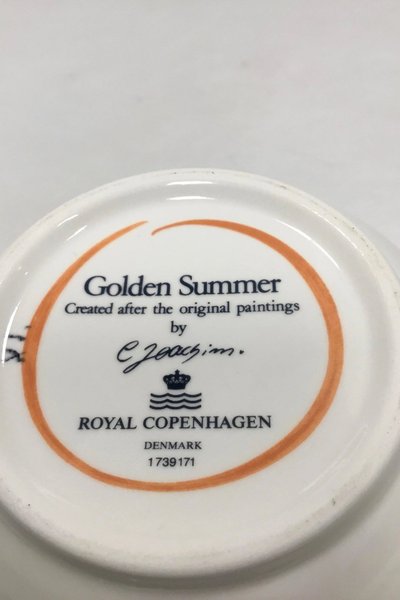 Golden Summer
Created after the original paintings
by
C Joachim.
ROYAL COPENHAGEN
DENMARK
1739171